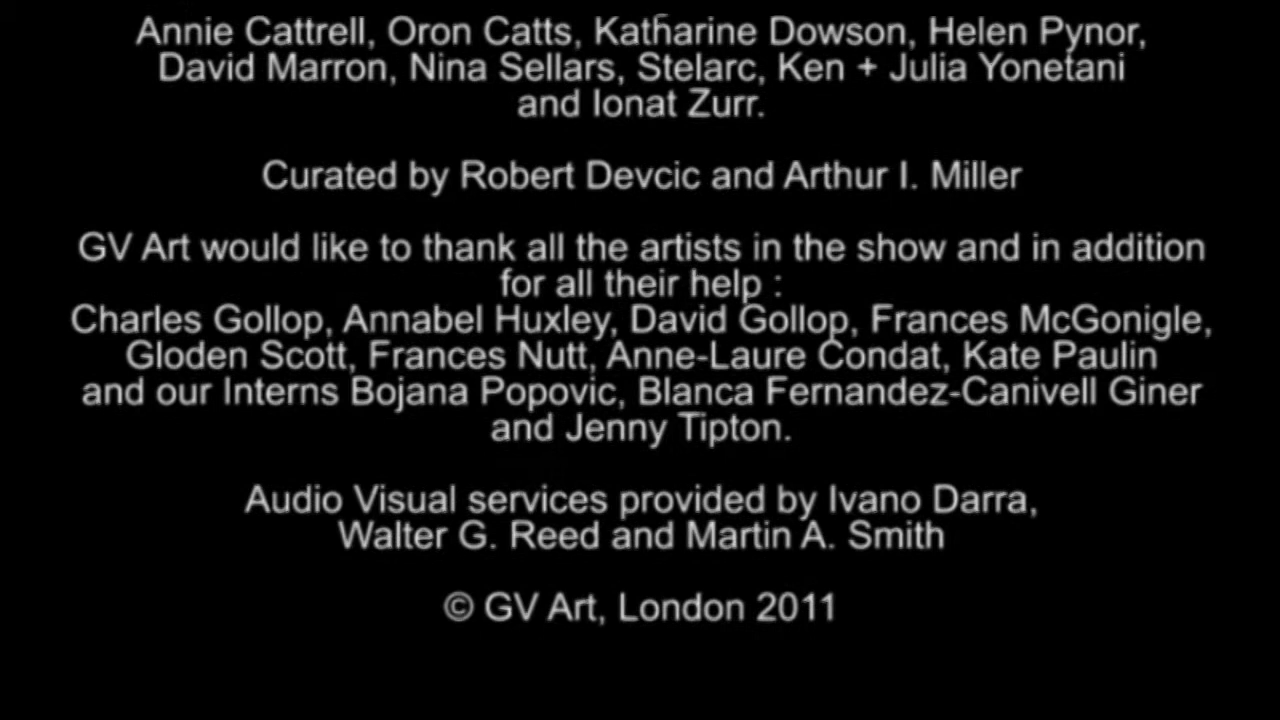 Annie Cattrell, Oron Catts, Katharine Dowson, Helen Pynor,
David Marron, Nina Sellars, Stelarc, Ken + Julia Yonetani
and Ionat Zurr.
Curated by Robert Devcic and Arthur I. Miller
GV Art would like to thank all the artists in the show and in addition
for all their help :
Charles Gollop, Annabel Huxley, David Gollop, Frances McGonigle,
Gloden Scott, Frances Nutt, Anne-Laure Condat, Kate Paulin
and our Interns Bojana Popovic, Blanca Fernandez-Canivell Giner
and Jenny Tipton.
Audio Visual services provided by Ivano Darra,
Walter G. Reed and Martin A. Smith
© GV Art, London 2011